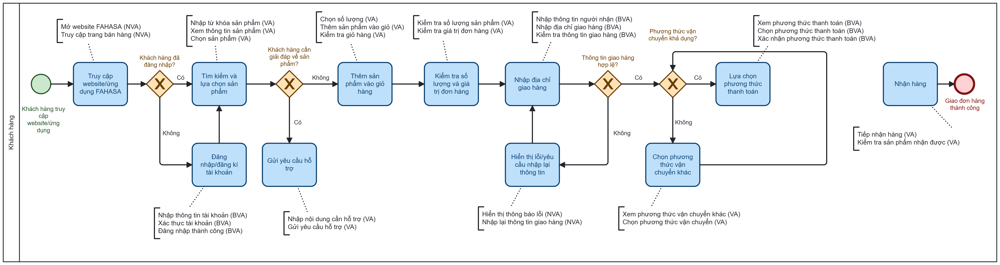 Khách hàng
Mở website FAHASA (NVA)
Truy cập trang bán hàng (NVA)
Nhập từ khóa sản phẩm (VA)
Xem thông tin sản phẩm (VA)
Chọn sản phẩm (VA)
Chọn số lượng (VA)
Thêm sản phẩm vào giỏ (VA)
Kiểm tra giỏ hàng (VA)
Kiểm tra số lượng sản phẩm (VA)
Kiểm tra giá trị đơn hàng (VA)
Nhập thông tin người nhận (BVA)
Nhập địa chỉ giao hàng (BVA)
Kiểm tra thông tin giao hàng (BVA)
Phương thức vận
chuyển khả dụng?
Xem phương thức thanh toán (BVA)
Chọn phương thức thanh toán (BVA)
Xác nhận phương thức thanh toán (BVA)
Khách hàng đã
đăng nhập?
Khách hàng cần
giải đáp về sản
phẩm?
Thông tin giao hàng
hợp lệ?
Khách hàng truy
cập
website/ứng
dụng
Truy cập
website/ứng
dụng FAHASA
X
Có
Tìm kiếm và
lựa chọn sản
phẩm
X
Không
Thêm sản
phẩm vào giỏ
hàng
Kiểm tra số
lượng và giá
trị đơn hàng
Nhập địa chỉ
giao hàng
X
Có
X
Có
Lựa chọn
phương thức
thanh toán
Nhận hàng
Giao đơn hàng
thành công
Không
Có
Không
Không
Tiếp nhận hàng (VA)
Kiểm tra sản phẩm nhận được (VA)
Đăng
nhập/đăng kí
tài khoản
Gửi yêu cầu hỗ
trợ
Hiển thị lỗi/yêu
cầu nhập lại
thông tin
Chọn phương
thức vận
chuyển khác
Nhập thông tin tài khoản (BVA)
Xác thực tài khoản (BVA)
Đăng nhập thành công (BVA)
Nhập nội dung cần hỗ trợ (VA)
Gửi yêu cầu hỗ trợ (VA)
Hiển thị thông báo lỗi (NVA)
Nhập lại thông tin giao hàng (NVA)
Xem phương thức vận chuyển khác (VA)
Chọn phương thức vận chuyển (VA)